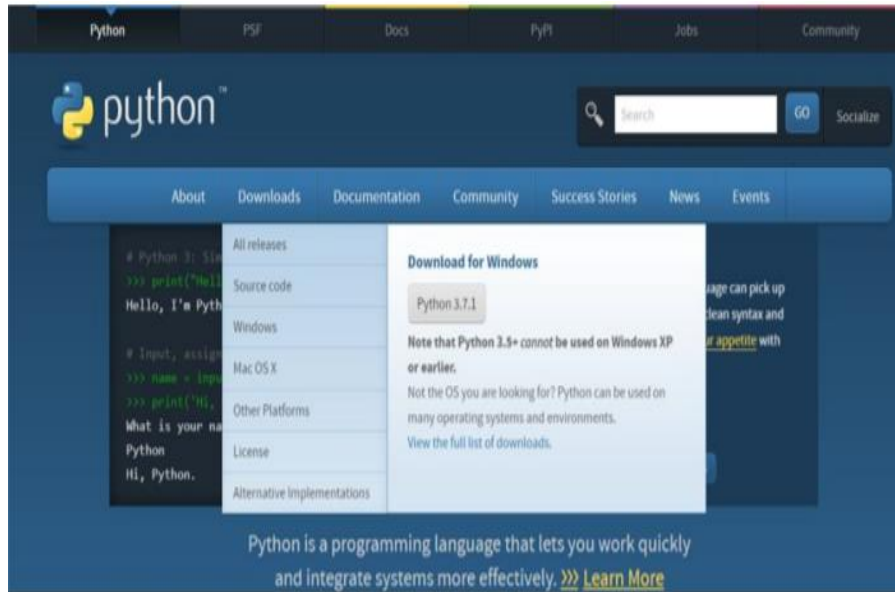 Python PSF Docs PyPI Jobs Community
python™
Search GO Socialize
About Downloads Documentation Community Success Stories News Events
# Python 3: Sim
>>> print("Hell
Hello, I'm Pyth
# Input, assign
>>> name = inpu
>>> print('Hi,
What is your na
Python
Hi, Python.
All releases
Source code
Windows
Mac OS X
Other Platforms
License
Alternative Implementations
Download for Windows
Python 3.7.1
Note that Python 3.5+ cannot be used on Windows XP
or earlier.
Not the OS you are looking for? Python can be used on
many operating systems and environments.
View the full list of downloads.
uage can pick up
clean syntax and
ur appetite with
Python is a programming language that lets you work quickly
and integrate systems more effectively. >>> Learn More